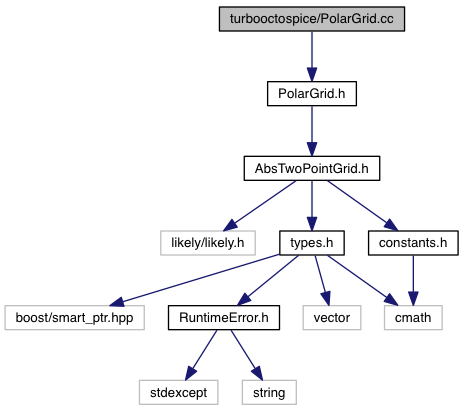 turbooctospice/PolarGrid.cc
PolarGrid.h
AbsTwoPointGrid.h
likely/likely.h
types.h
constants.h
boost/smart_ptr.hpp
RuntimeError.h
vector
cmath
stdexcept
string